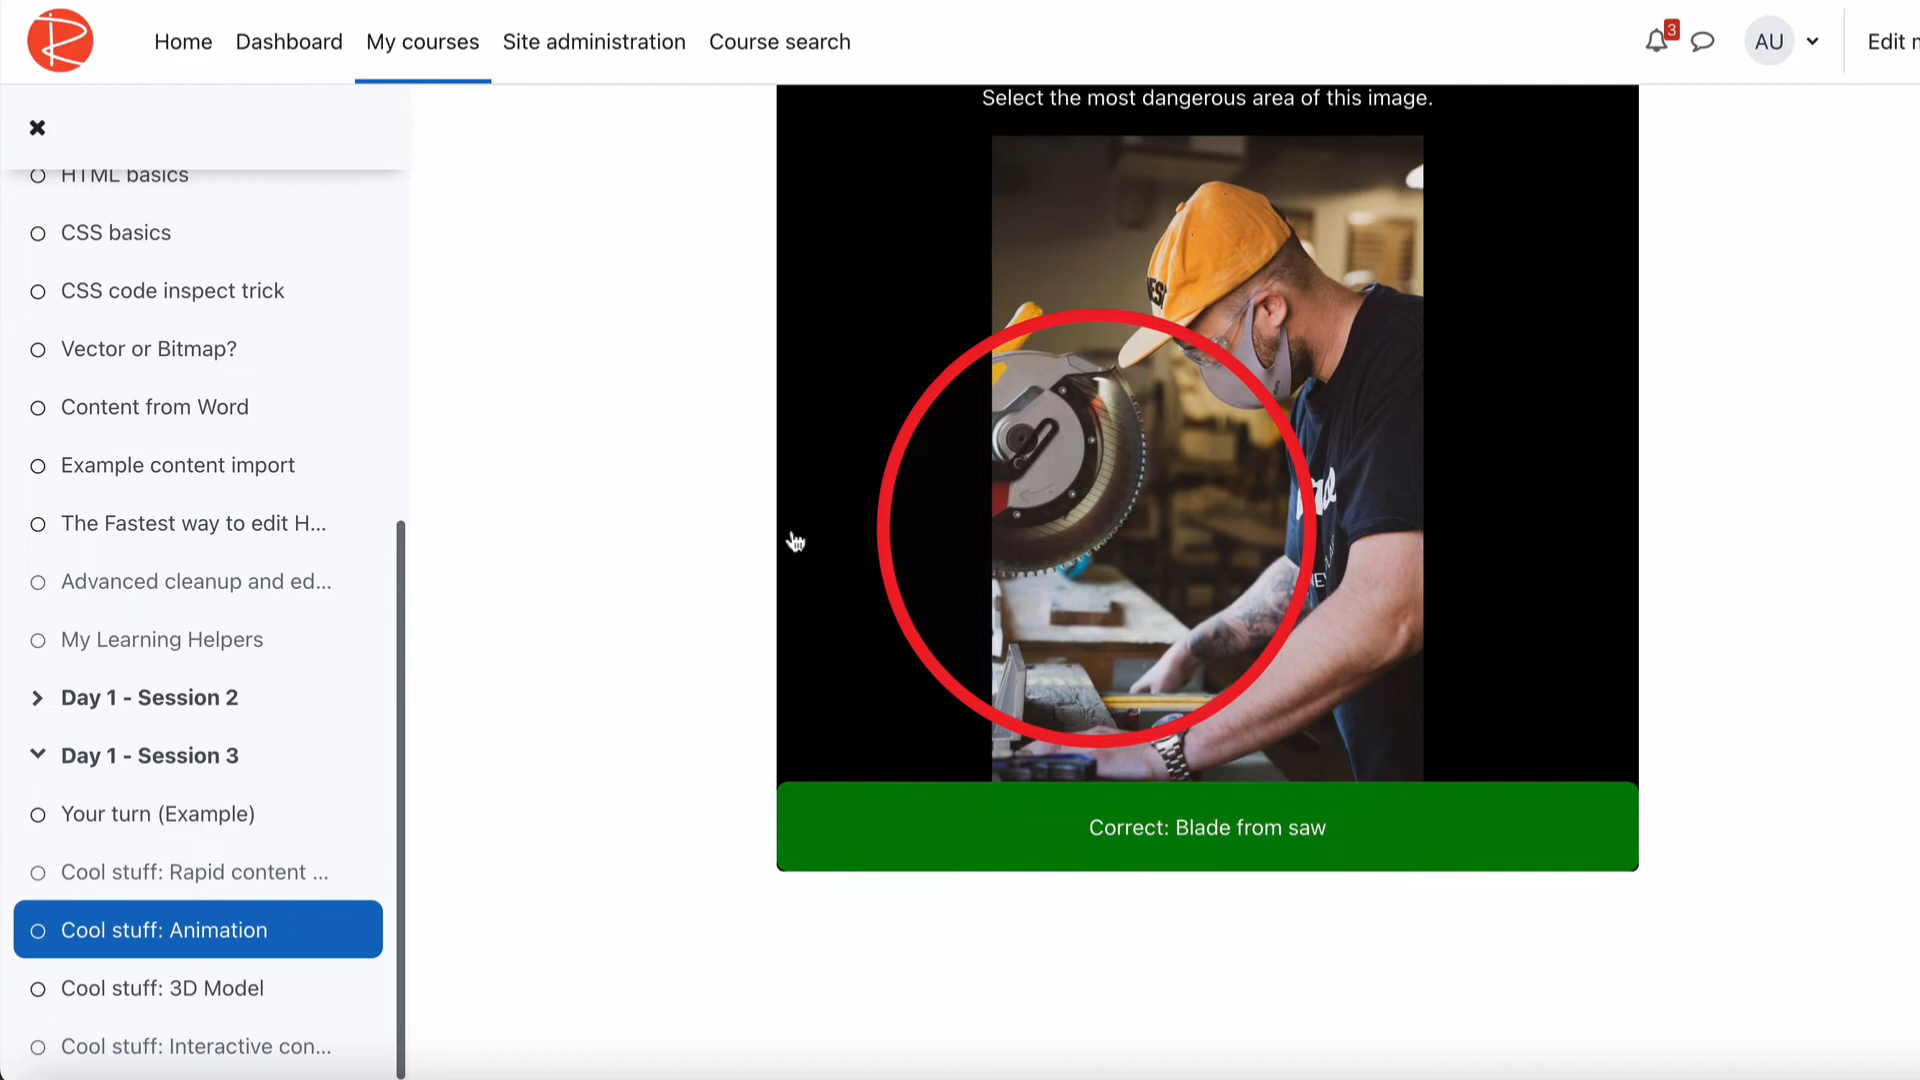 Home Dashboard My courses Site administration Course search
3
AU
Edit
HTML basics
CSS basics
CSS code inspect trick
Vector or Bitmap?
Content from Word
Example content import
The Fastest way to edit H...
Advanced cleanup and ed...
My Learning Helpers
Day 1 - Session 2
Day 1 - Session 3
Your turn (Example)
Cool stuff: Rapid content ...
Cool stuff: Animation
Cool stuff: 3D Model
Cool stuff: Interactive con...
Select the most dangerous area of this image.
Correct: Blade from saw